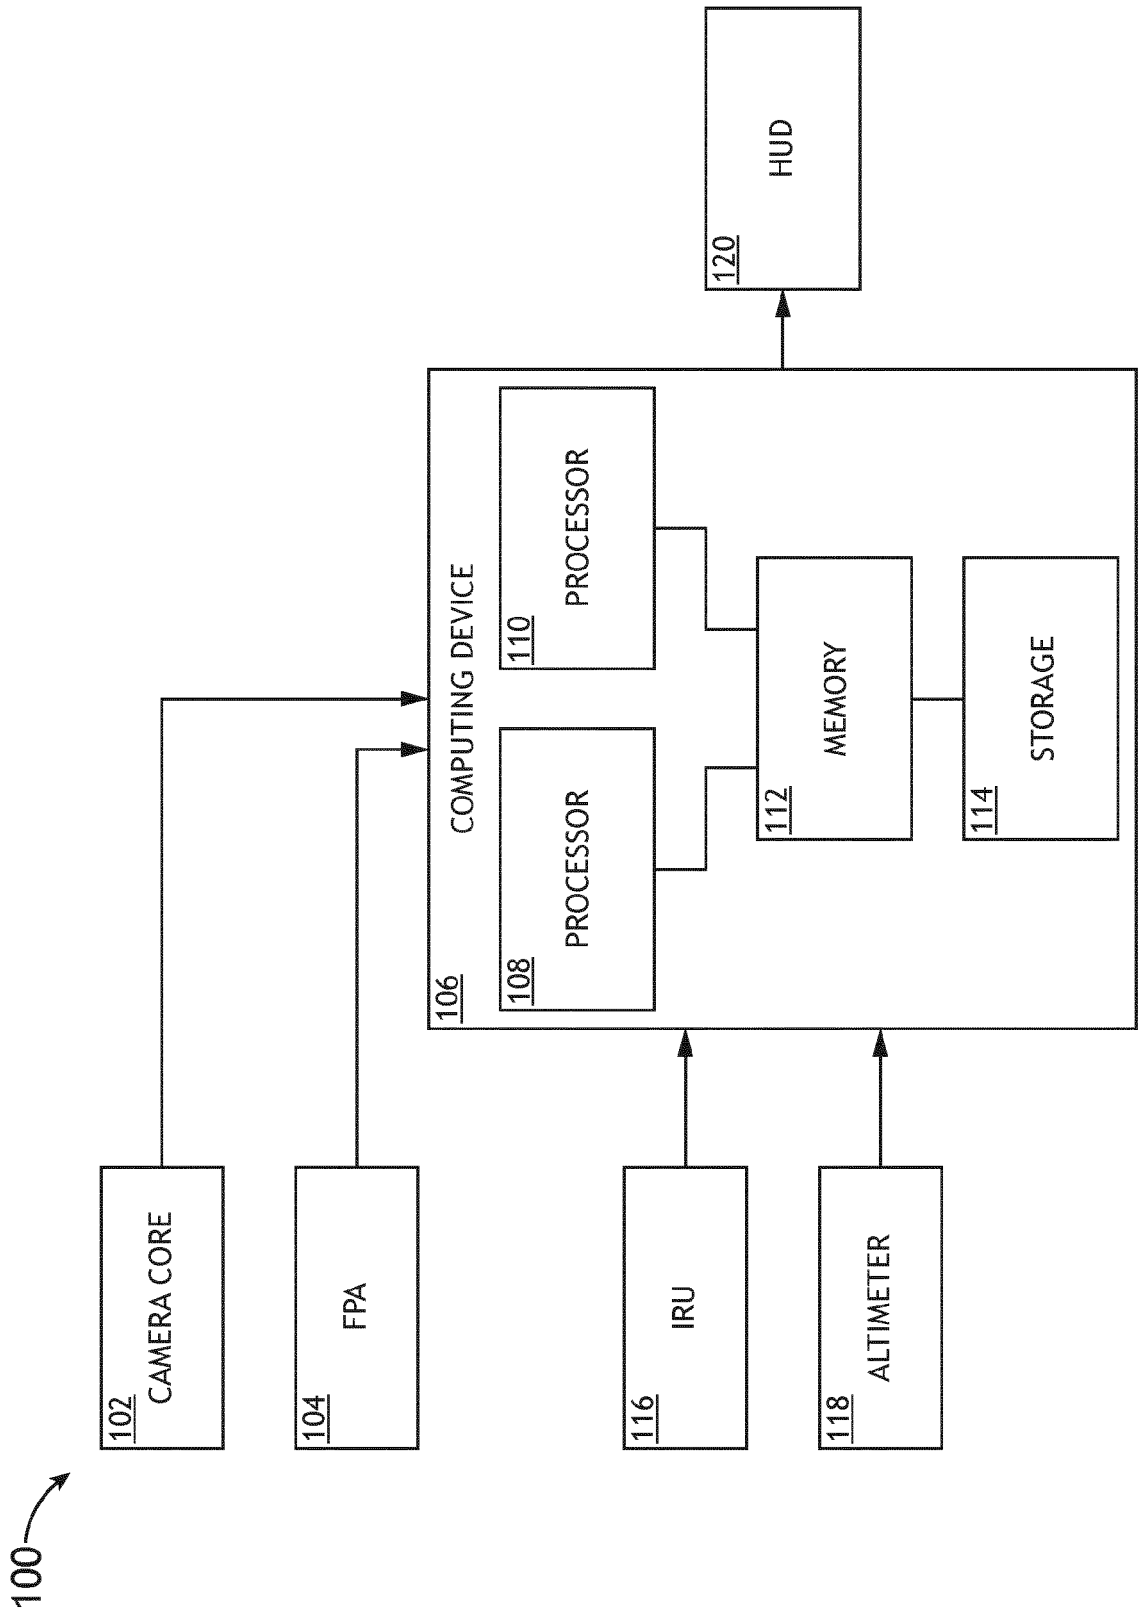 100
102
CAMERA CORE
104
FPA
116
IRU
118
ALTIMETER
106
COMPUTING DEVICE
108
PROCESSOR
110
PROCESSOR
112
MEMORY
114
STORAGE
120
HUD